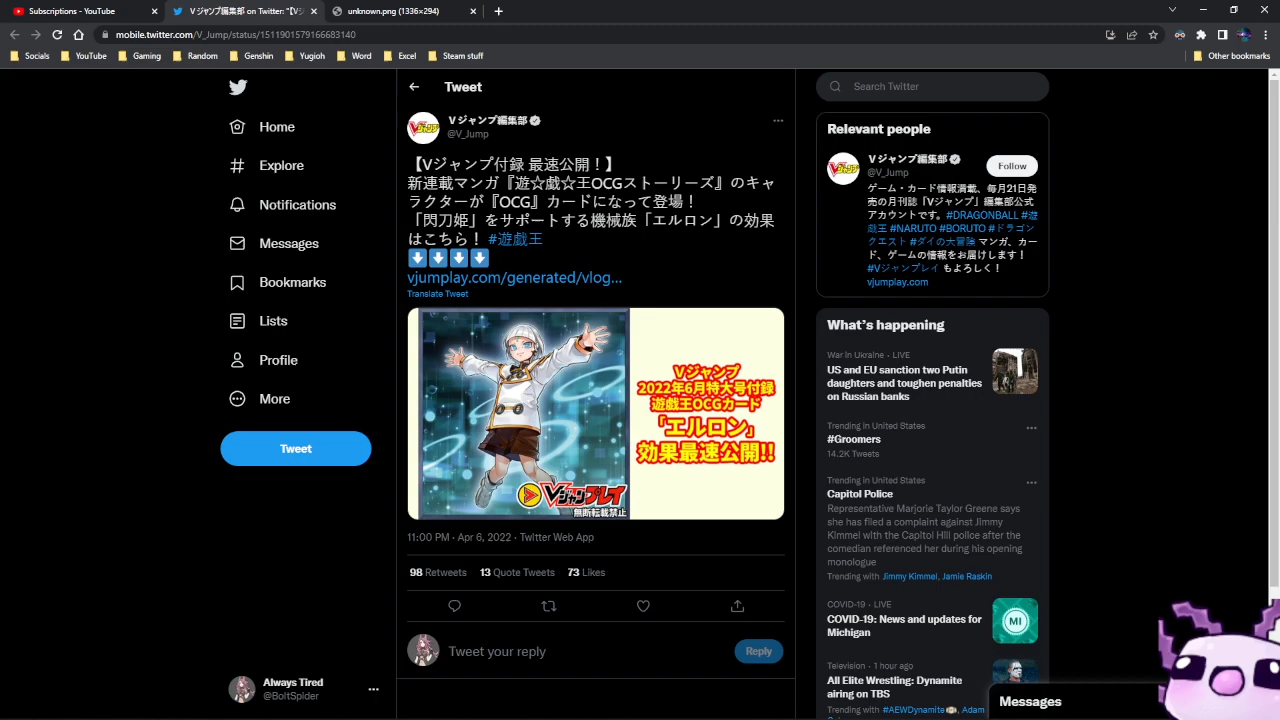 Subscriptions - YouTube
Vジャンプ編集部 on Twitter: "【Vジ
unknown.png (1336×294)
mobile.twitter.com/V_Jump/status/1511901579166683140
Socials
YouTube
Gaming
Random
Genshin
Yugioh
Word
Excel
Steam stuff
Other bookmarks
Home
Explore
Notifications
Messages
Bookmarks
Lists
Profile
More
Tweet
Always Tired
@BoltSpider
Tweet
Vジャンプ編集部
@V_Jump
【Vジャンプ付録 最速公開！】
新連載マンガ『遊☆戯☆王OCGストーリーズ』のキャ
ラクターが『OCG』カードになって登場！
「閃刀姫」をサポートする機械族「エルロン」の効果
はこちら！ #遊戯王
vjumplay.com/generated/vlog...
Translate Tweet
Vジャンプレイ
無断転載禁止
Vジャンプ
2022年6月特大号付録
遊戯王OCGカード
「エルロン」
効果最速公開!!
11:00 PM · Apr 6, 2022 · Twitter Web App
98 Retweets 13 Quote Tweets 73 Likes
Tweet your reply
Reply
Search Twitter
Relevant people
Vジャンプ編集部
@V_Jump
Follow
ゲーム・カード情報満載、毎月21日発
売の月刊誌「Vジャンプ」編集部公式
アカウントです。#DRAGONBALL #遊
戯王 #NARUTO #BORUTO #ドラゴン
クエスト #ダイの大冒険 マンガ、カー
ド、ゲームの情報をお届けします！
#Vジャンプレイ もよろしく！
vjumplay.com
What's happening
War in Ukraine · LIVE
US and EU sanction two Putin
daughters and toughen penalties
on Russian banks
Trending in United States
#Groomers
14.2K Tweets
Trending in United States
Capitol Police
Representative Marjorie Taylor Greene says
she has filed a complaint against Jimmy
Kimmel with the Capitol Hill police after the
comedian referenced her during his opening
monologue
Trending with Jimmy Kimmel, Jamie Raskin
COVID-19 · LIVE
COVID-19: News and updates for
Michigan
MI
Television · 1 hour ago
All Elite Wrestling: Dynamite
airing on TBS
Trending with #AEWDynamite, Adam
Messages